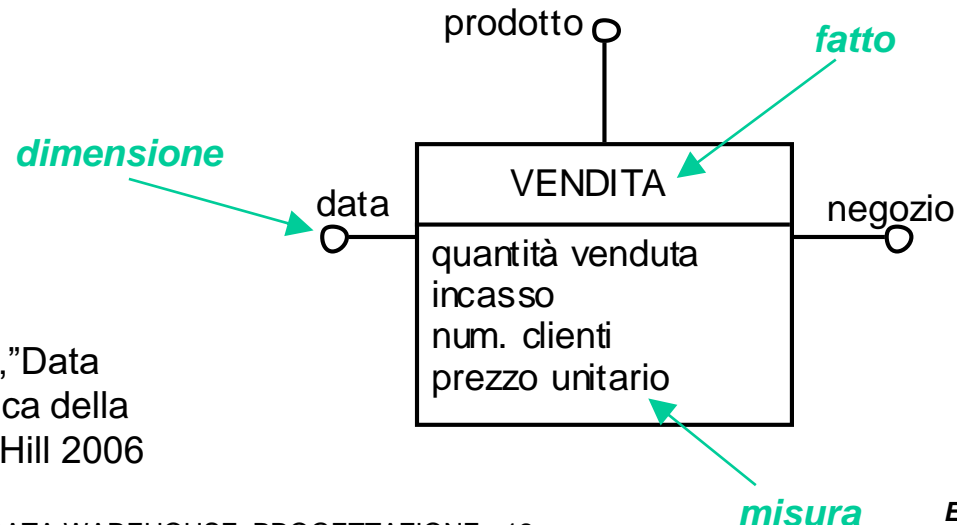 prodotto
fatto
dimensione
VENDITA
data
negozio
quantità venduta
incasso
num. clienti
prezzo unitario
,”Data
ca della
Hill 2006
misura